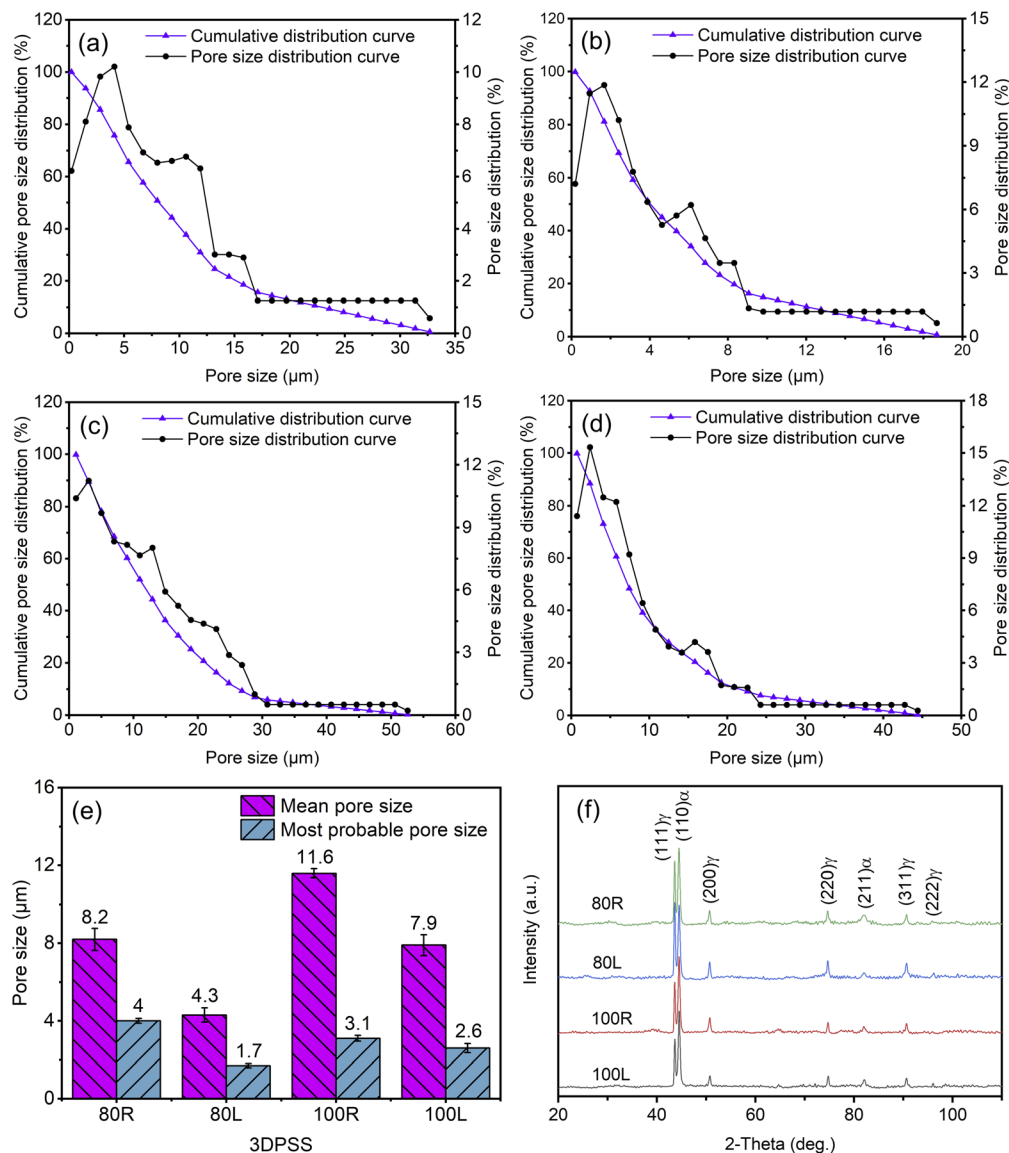 (a)
Cumulative distribution curve
Pore size distribution curve
Cumulative pore size distribution (%)
Pore size distribution (%)
0 20 40 60 80 100 120
0 2 4 6 8 10 12
0 5 10 15 20 25 30 35
Pore size (μm)
(b)
Cumulative distribution curve
Pore size distribution curve
Cumulative pore size distribution (%)
Pore size distribution (%)
0 20 40 60 80 100 120
0 3 6 9 12 15
0 4 8 12 16 20
Pore size (μm)
(c)
Cumulative distribution curve
Pore size distribution curve
Cumulative pore size distribution (%)
Pore size distribution (%)
0 20 40 60 80 100 120
0 3 6 9 12 15
0 10 20 30 40 50 60
Pore size (μm)
(d)
Cumulative distribution curve
Pore size distribution curve
Cumulative pore size distribution (%)
Pore size distribution (%)
0 20 40 60 80 100 120
0 3 6 9 12 15 18
0 10 20 30 40 50
Pore size (μm)
(e)
Mean pore size
Most probable pore size
Pore size (μm)
0 4 8 12 16
8.2 4 4.3 1.7 11.6 3.1 7.9 2.6
80R 80L 100R 100L
3DPSS
(f)
(111)γ (110)α (200)γ (220)γ (211)α (311)γ (222)γ
80R
80L
100R
100L
Intensity (a.u.)
20 40 60 80 100
2-Theta (deg.)